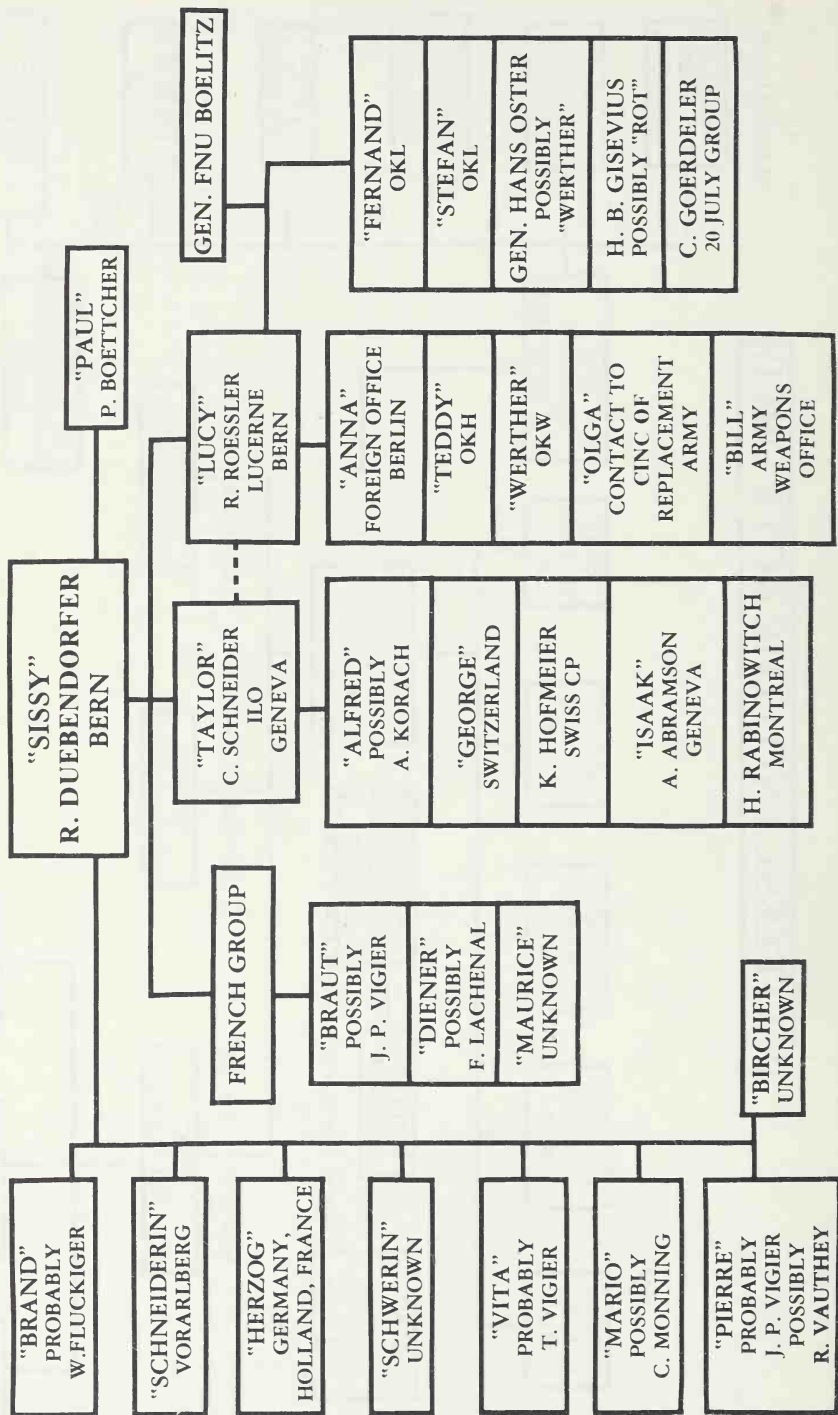 "SISSY"
R. DUEBENDORFER
BERN
"PAUL"
P. BOETTCHER
FRENCH GROUP
"TAYLOR"
C. SCHNEIDER
ILO
GENEVA
"LUCY"
R. ROESSLER
LUCERNE
BERN
GEN. FNU BOELITZ
"BRAND"
PROBABLY
W.FLUCKIGER
"SCHNEIDERIN"
VORARLBERG
"HERZOG"
GERMANY,
HOLLAND, FRANCE
"SCHWERIN"
UNKNOWN
"VITA"
PROBABLY
T. VIGIER
"MARIO"
POSSIBLY
C. MONNING
"PIERRE"
PROBABLY
J. P. VIGIER
POSSIBLY
R. VAUTHEY
"BIRCHER"
UNKNOWN
"BRAUT"
POSSIBLY
J. P. VIGIER
"DIENER"
POSSIBLY
F. LACHENAL
"MAURICE"
UNKNOWN
"ALFRED"
POSSIBLY
A. KORACH
"GEORGE"
SWITZERLAND
K. HOFMEIER
SWISS CP
"ISAAK"
A. ABRAMSON
GENEVA
H. RABINOWITCH
MONTREAL
"ANNA"
FOREIGN OFFICE
BERLIN
"TEDDY"
OKH
"WERTHER"
OKW
"OLGA"
CONTACT TO
CINC OF
REPLACEMENT
ARMY
"BILL"
ARMY
WEAPONS
OFFICE
"FERNAND"
OKL
"STEFAN"
OKL
GEN. HANS OSTER
POSSIBLY
"WERTHER"
H. B. GISEVIUS
POSSIBLY "ROT"
C. GOERDELER
20 JULY GROUP